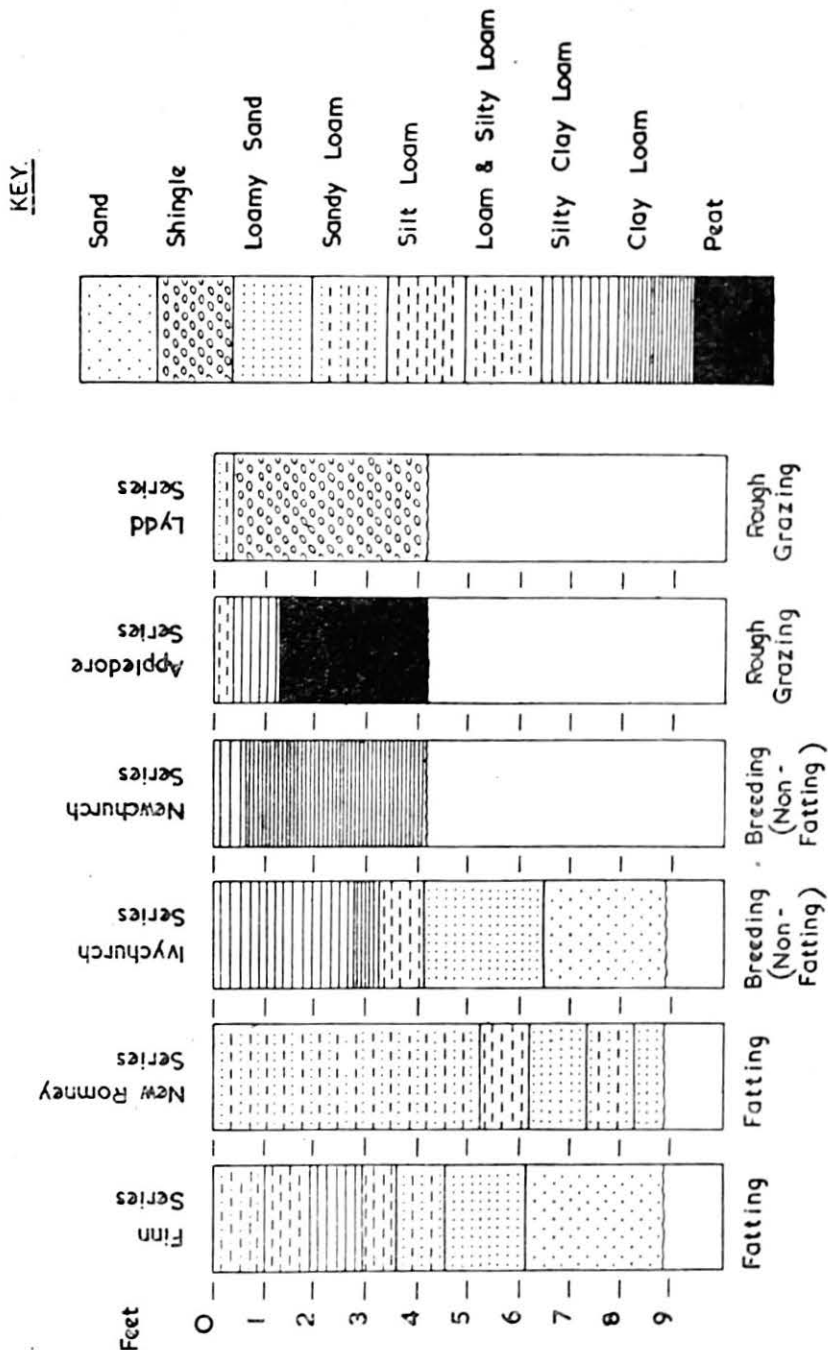 KEY.
Sand
Shingle
Loamy Sand
Sandy Loam
Silt Loam
Loam & Silty Loam
Silty Clay Loam
Clay Loam
Peat
Feet
0
1
2
3
4
5
6
7
8
9
Finn
Series
New Romney
Series
Ivychurch
Series
Newchurch
Series
Appledore
Series
Lydd
Series
Fatting
Fatting
Breeding
(Non-
Fatting)
Breeding
(Non-
Fatting)
Rough
Grazing
Rough
Grazing